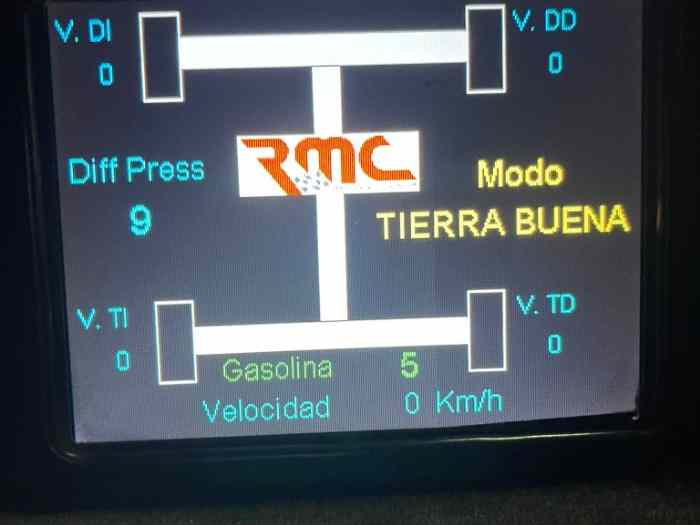 V. DI
V. DD
0
0
Diff Press
RMC
Modo
9
TIERRA BUENA
V. TI
V. TD
0
0
Gasolina 5
Velocidad 0 Km/h